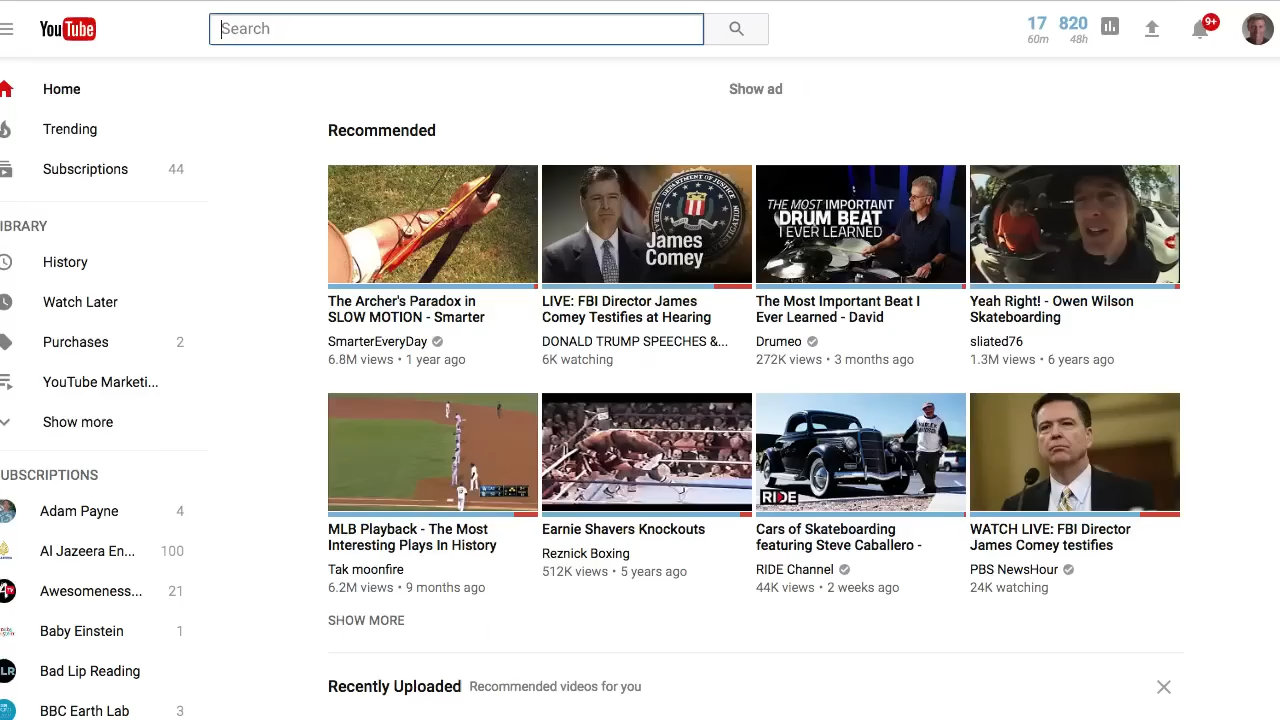 YouTube
Search
17 820
60m 48h
9+
Home
Trending
Subscriptions 44
IBRARY
History
Watch Later
Purchases 2
YouTube Marketi...
Show more
UBSCRIPTIONS
Adam Payne 4
Al Jazeera En... 100
Awesomeness... 21
Baby Einstein 1
Bad Lip Reading
BBC Earth Lab 3
Show ad
Recommended
DEPARTMENT OF JUSTICE
James
Comey
THE MOST IMPORTANT
DRUM BEAT
I EVER LEARNED
The Archer's Paradox in
SLOW MOTION - Smarter
SmarterEveryDay
6.8M views • 1 year ago
LIVE: FBI Director James
Comey Testifies at Hearing
DONALD TRUMP SPEECHES &...
6K watching
The Most Important Beat I
Ever Learned - David
Drumeo
272K views • 3 months ago
Yeah Right! - Owen Wilson
Skateboarding
sliated76
1.3M views • 6 years ago
RIDE
MLB Playback - The Most
Interesting Plays In History
Tak moonfire
6.2M views • 9 months ago
Earnie Shavers Knockouts
Reznick Boxing
512K views • 5 years ago
Cars of Skateboarding
featuring Steve Caballero -
RIDE Channel
44K views • 2 weeks ago
WATCH LIVE: FBI Director
James Comey testifies
PBS NewsHour
24K watching
SHOW MORE
Recently Uploaded Recommended videos for you